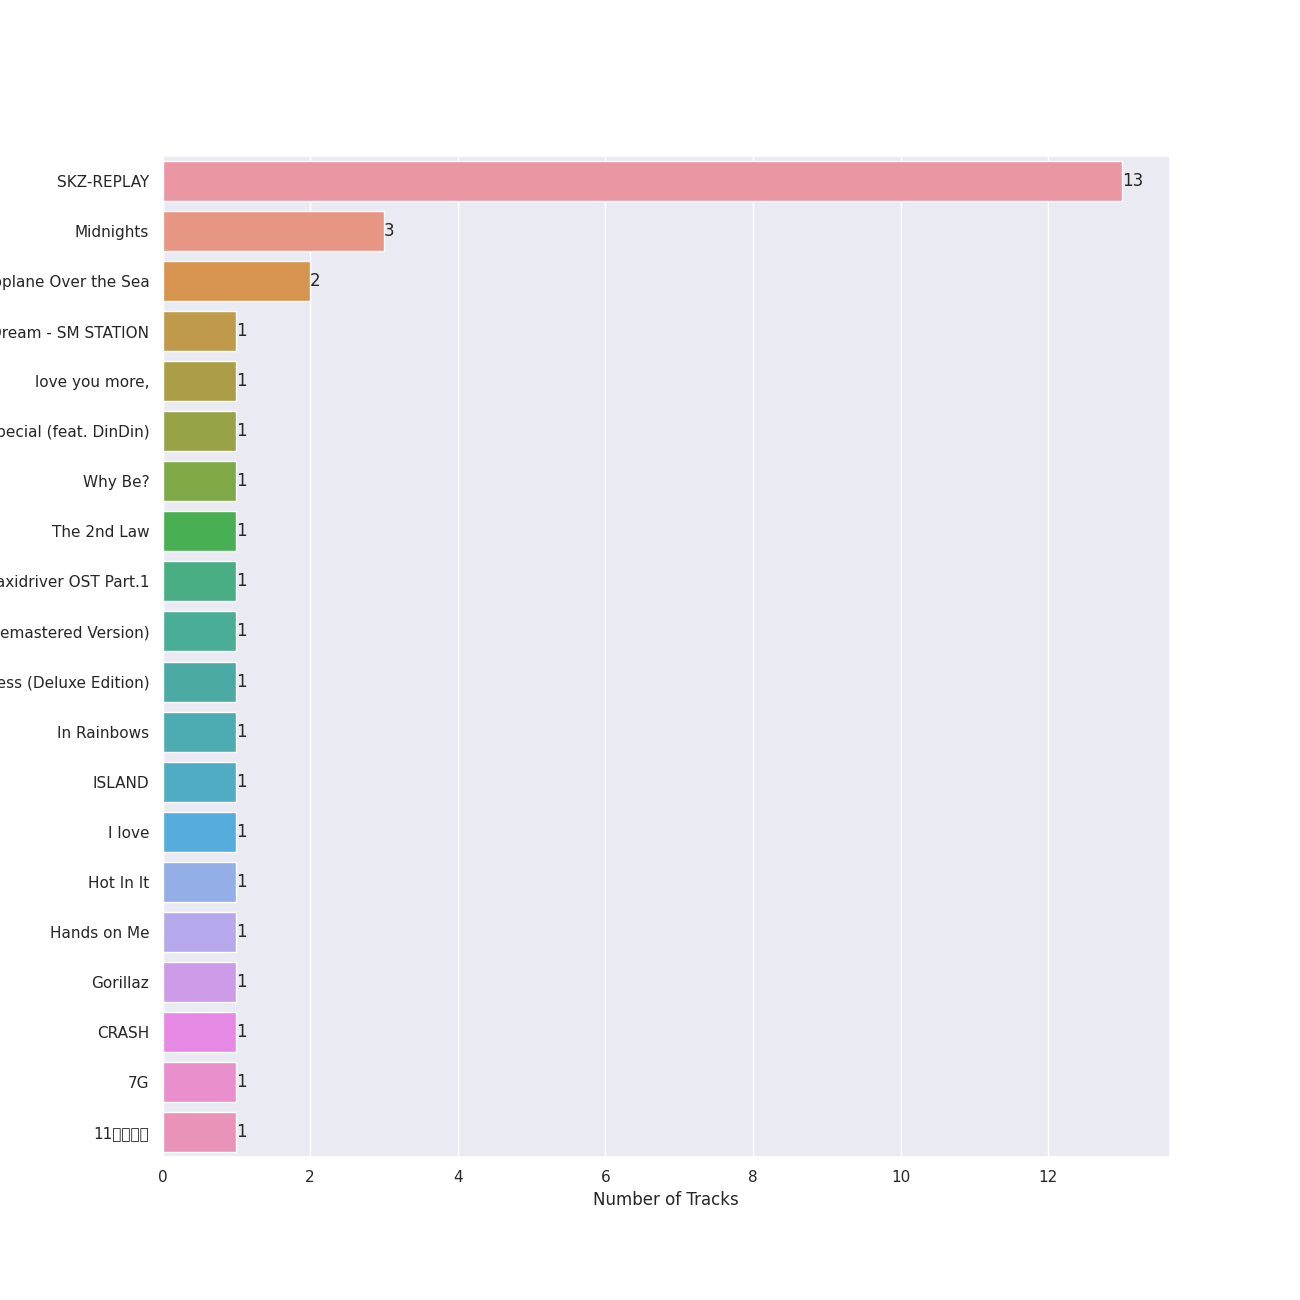 SKZ-REPLAY 13
Midnights 3
plane Over the Sea 2
ream - SM STATION 1
love you more, 1
pecial (feat. DinDin) 1
Why Be? 1
The 2nd Law 1
axidriver OST Part.1 1
emastered Version) 1
ess (Deluxe Edition) 1
In Rainbows 1
ISLAND 1
I love 1
Hot In It 1
Hands on Me 1
Gorillaz 1
CRASH 1
7G 1
11 1
0 2 4 6 8 10 12
Number of Tracks